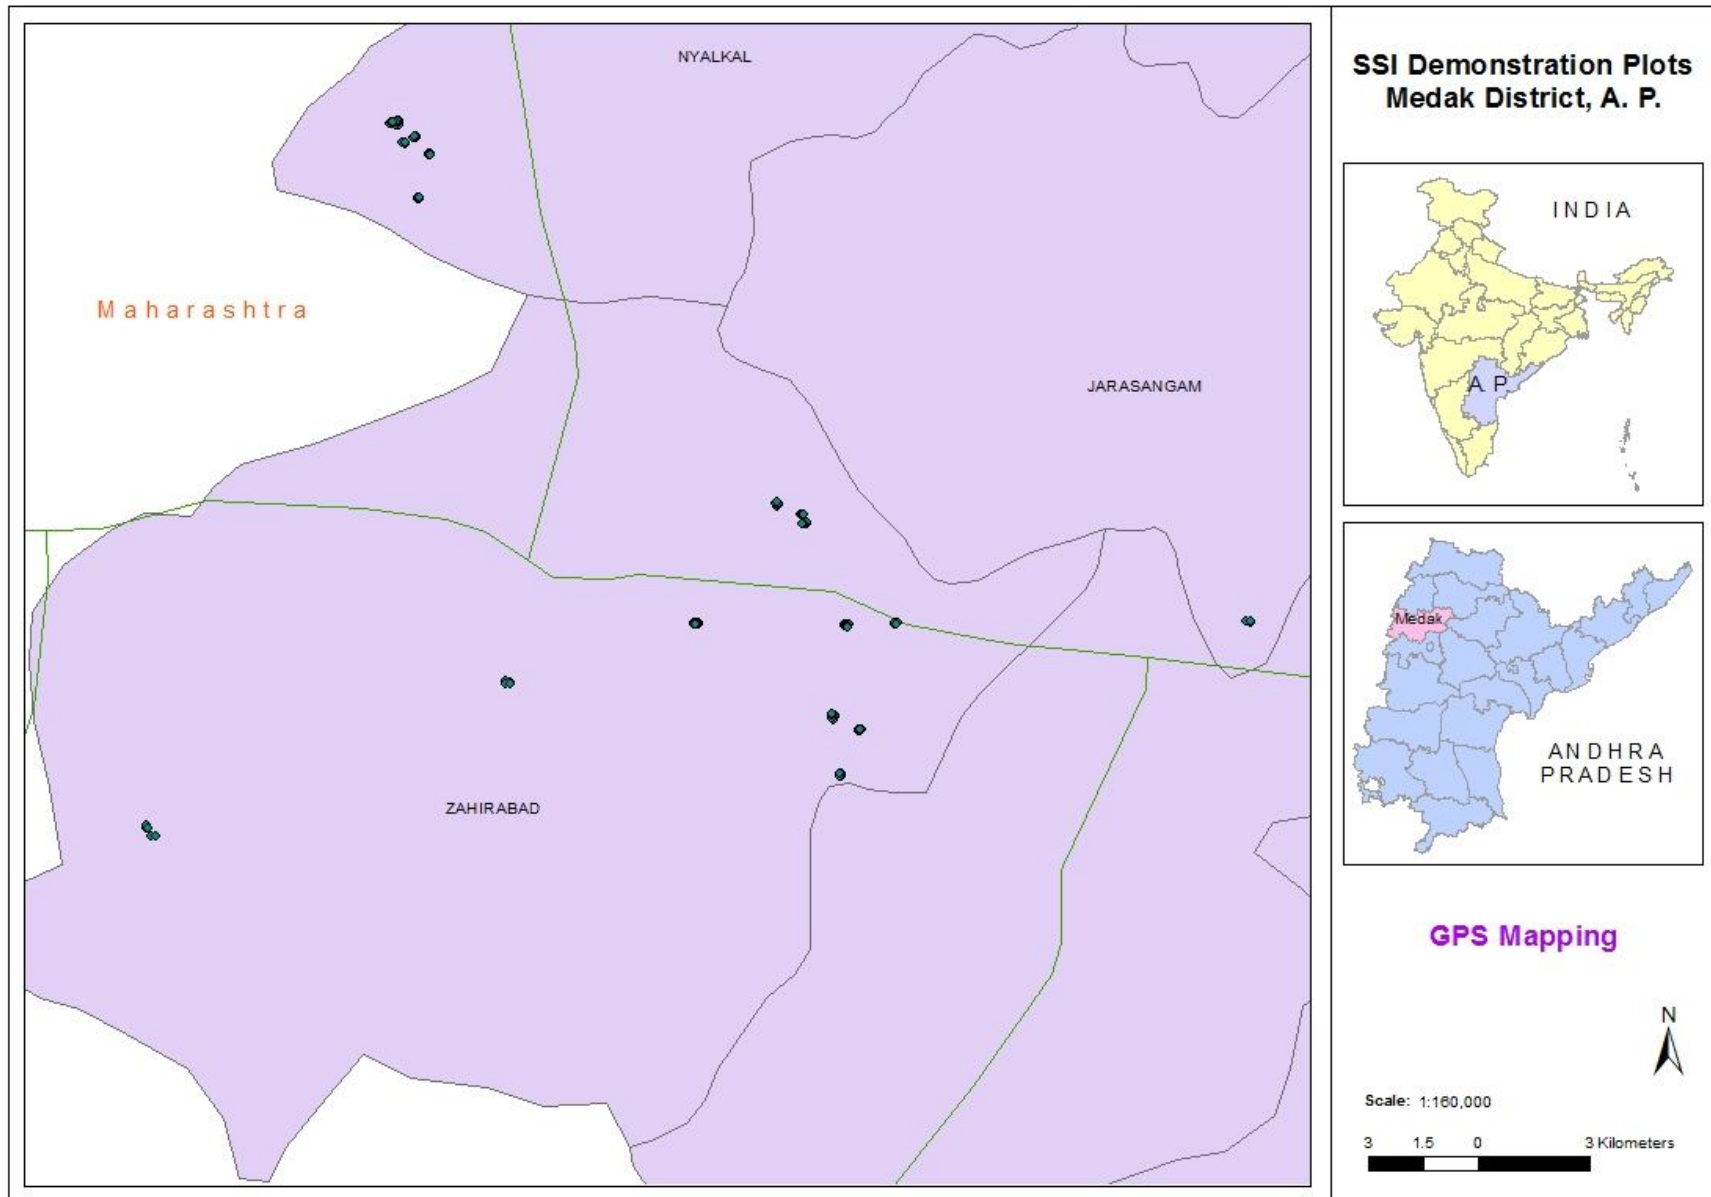 NYALKAL
Maharashtra
JARASANGAM
ZAHIRABAD
SSI Demonstration Plots
Medak District, A. P.
INDIA
A. P.
Medak
ANDHRA
PRADESH
GPS Mapping
N
Scale: 1:160,000
3 1.5 0 3 Kilometers